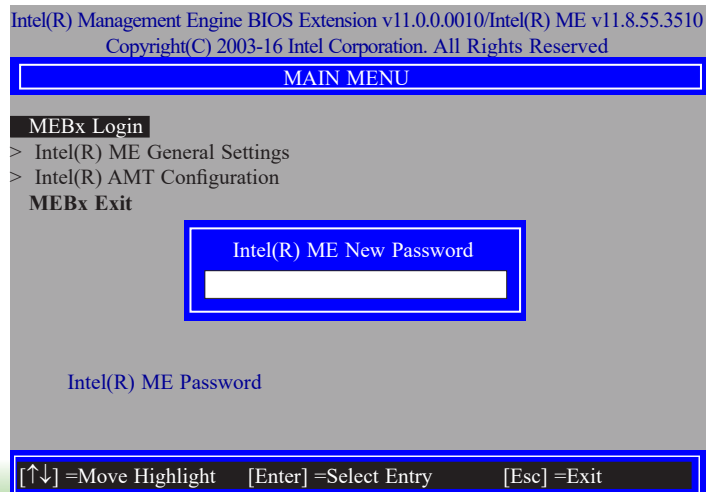 Intel(R) Management Engine BIOS Extension v11.0.0.0010/Intel(R) ME v11.8.55.3510
Copyright(C) 2003-16 Intel Corporation. All Rights Reserved
MAIN MENU
MEBx Login
> Intel(R) ME General Settings
> Intel(R) AMT Configuration
MEBx Exit
Intel(R) ME New Password
Intel(R) ME Password
[↑↓] =Move Highlight [Enter] =Select Entry [Esc] =Exit